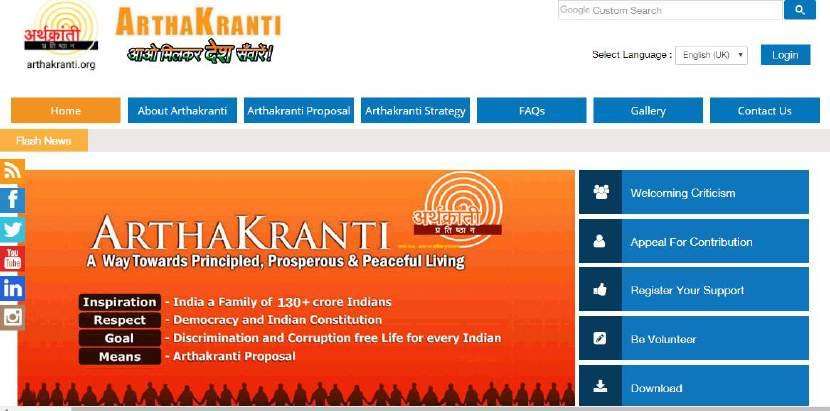 अर्थक्रांती
प्रतिष्ठान
arthakranti.org
ARTHAKRANTI
आओ मिलकर देश सँवारें!
Google Custom Search
Select Language : English (UK) Login
Home About Arthakranti Arthakranti Proposal Arthakranti Strategy FAQs Gallery Contact Us
Flash News
You
Tube
अर्थक्रांती
प्रतिष्ठान
ARTHAKRANTI
A Way Towards Principled, Prosperous & Peaceful Living
Inspiration - India a Family of 130+ crore Indians
Respect - Democracy and Indian Constitution
Goal - Discrimination and Corruption free Life for every Indian
Means - Arthakranti Proposal
Welcoming Criticism
Appeal For Contribution
Register Your Support
Be Volunteer
Download